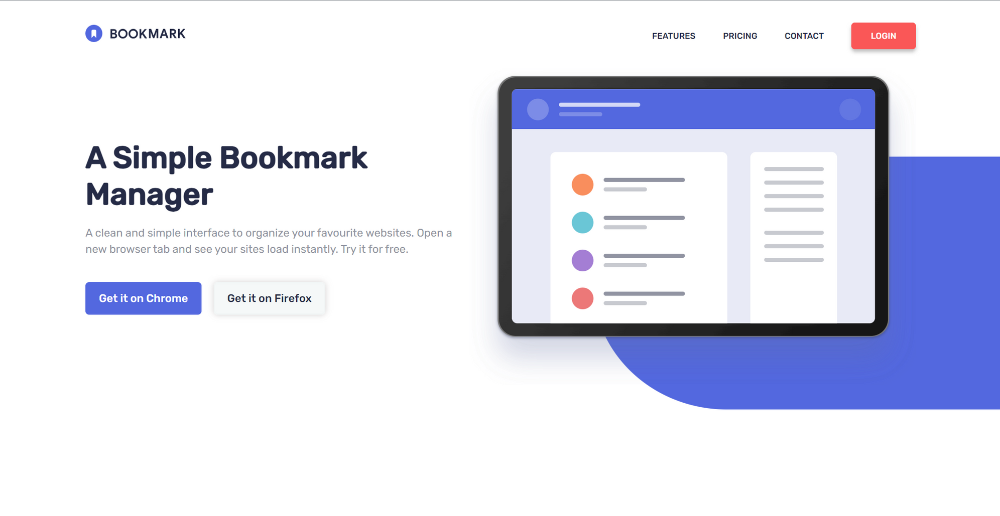 BOOKMARK
FEATURES PRICING CONTACT LOGIN
A Simple Bookmark
Manager
A clean and simple interface to organize your favourite websites. Open a
new browser tab and see your sites load instantly. Try it for free.
Get it on Chrome Get it on Firefox